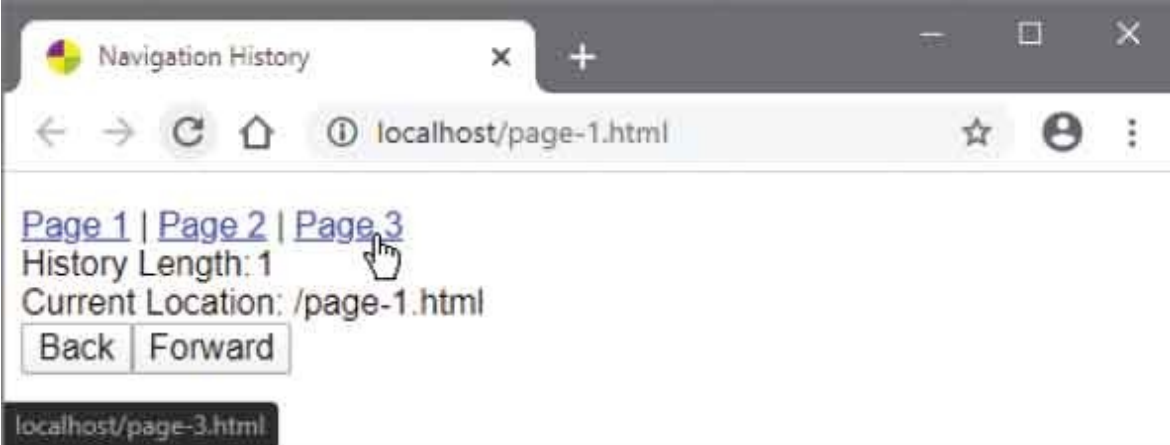 Navigation History
localhost/page-1.html
Page 1 | Page 2 | Page 3
History Length: 1
Current Location: /page-1.html
Back Forward
localhost/page-3.html